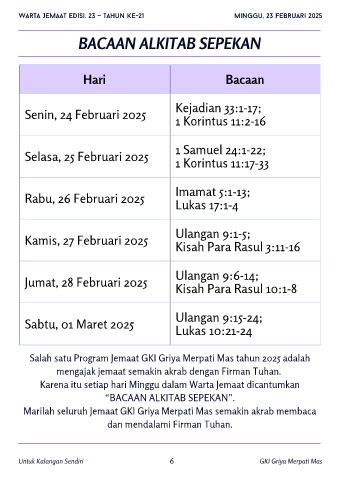 WARTA JEMAAT EDISI. 23 – TAHUN KE-21 MINGGU, 23 FEBRUARI 2025
BACAAN ALKITAB SEPEKAN
Hari Bacaan
Senin, 24 Februari 2025 Kejadian 33:1-17;
1 Korintus 11:2-16
Selasa, 25 Februari 2025 1 Samuel 24:1-22;
1 Korintus 11:17-33
Rabu, 26 Februari 2025 Imamat 5:1-13;
Lukas 17:1-4
Kamis, 27 Februari 2025 Ulangan 9:1-5;
Kisah Para Rasul 3:11-16
Jumat, 28 Februari 2025 Ulangan 9:6-14;
Kisah Para Rasul 10:1-8
Sabtu, 01 Maret 2025 Ulangan 9:15-24;
Lukas 10:21-24
Salah satu Program Jemaat GKI Griya Merpati Mas tahun 2025 adalah
mengajak jemaat semakin akrab dengan Firman Tuhan.
Karena itu setiap hari Minggu dalam Warta Jemaat dicantumkan
“BACAAN ALKITAB SEPEKAN”.
Marilah seluruh Jemaat GKI Griya Merpati Mas semakin akrab membaca
dan mendalami Firman Tuhan.
Untuk Kalangan Sendiri 6 GKI Griya Merpati Mas